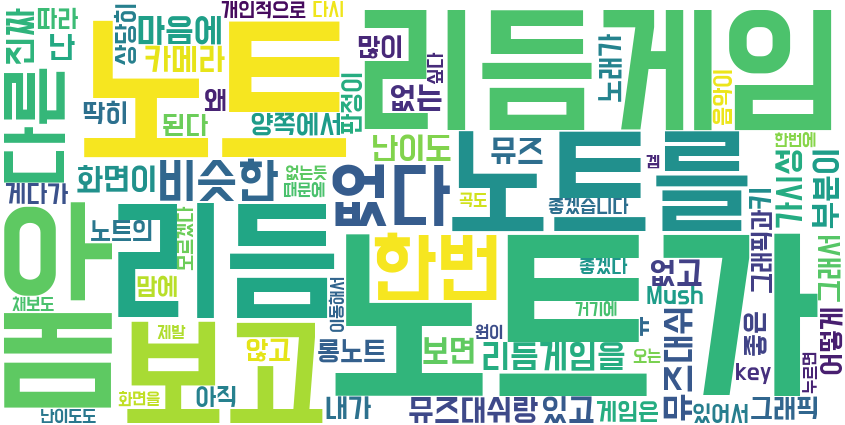 개인적으로
다시
진짜
따라
난
상당히
마음에
카메라
노트
많이
싶다
없는
판정이
리듬게임
노래가
음악이
다른
딱히
된다
왜
양쪽에서
난이도
뮤즈
겜
한번에
게다가
화면이
비슷한
없는듯
때문에
없다
노트를
곡도
좋겠습니다
가시성
부분이
아
노트의
모르겠다
리듬
한번
노트가
좋겠다
없고
Mush
그래픽과
키
그래서
맘에
이동해서
거기에
채보도
봄
제발
보고
않고
롱노트
원이
보면
리듬게임을
오는
ㅠ
뮤즈대쉬
좋은
key
어떻게
누르면
화면을
아직
내가
난이도도
뮤즈대쉬랑
있고
게임은
먀
있어서
그래픽